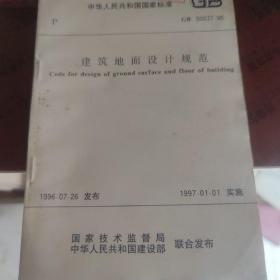 中华人民共和国国家标准
GB
P
GB 50037-96
建筑地面设计规范
Code for design of ground surface and floor of building
1996-07-26 发布
1997-01-01 实施
国家技术监督局
中华人民共和国建设部
联合发布